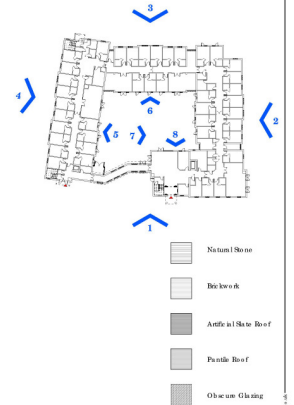 3
4
2
6
5
7
8
1
Natural Stone
Brickwork
Artificial Slate Roof
Pantile Roof
Obscure Glazing